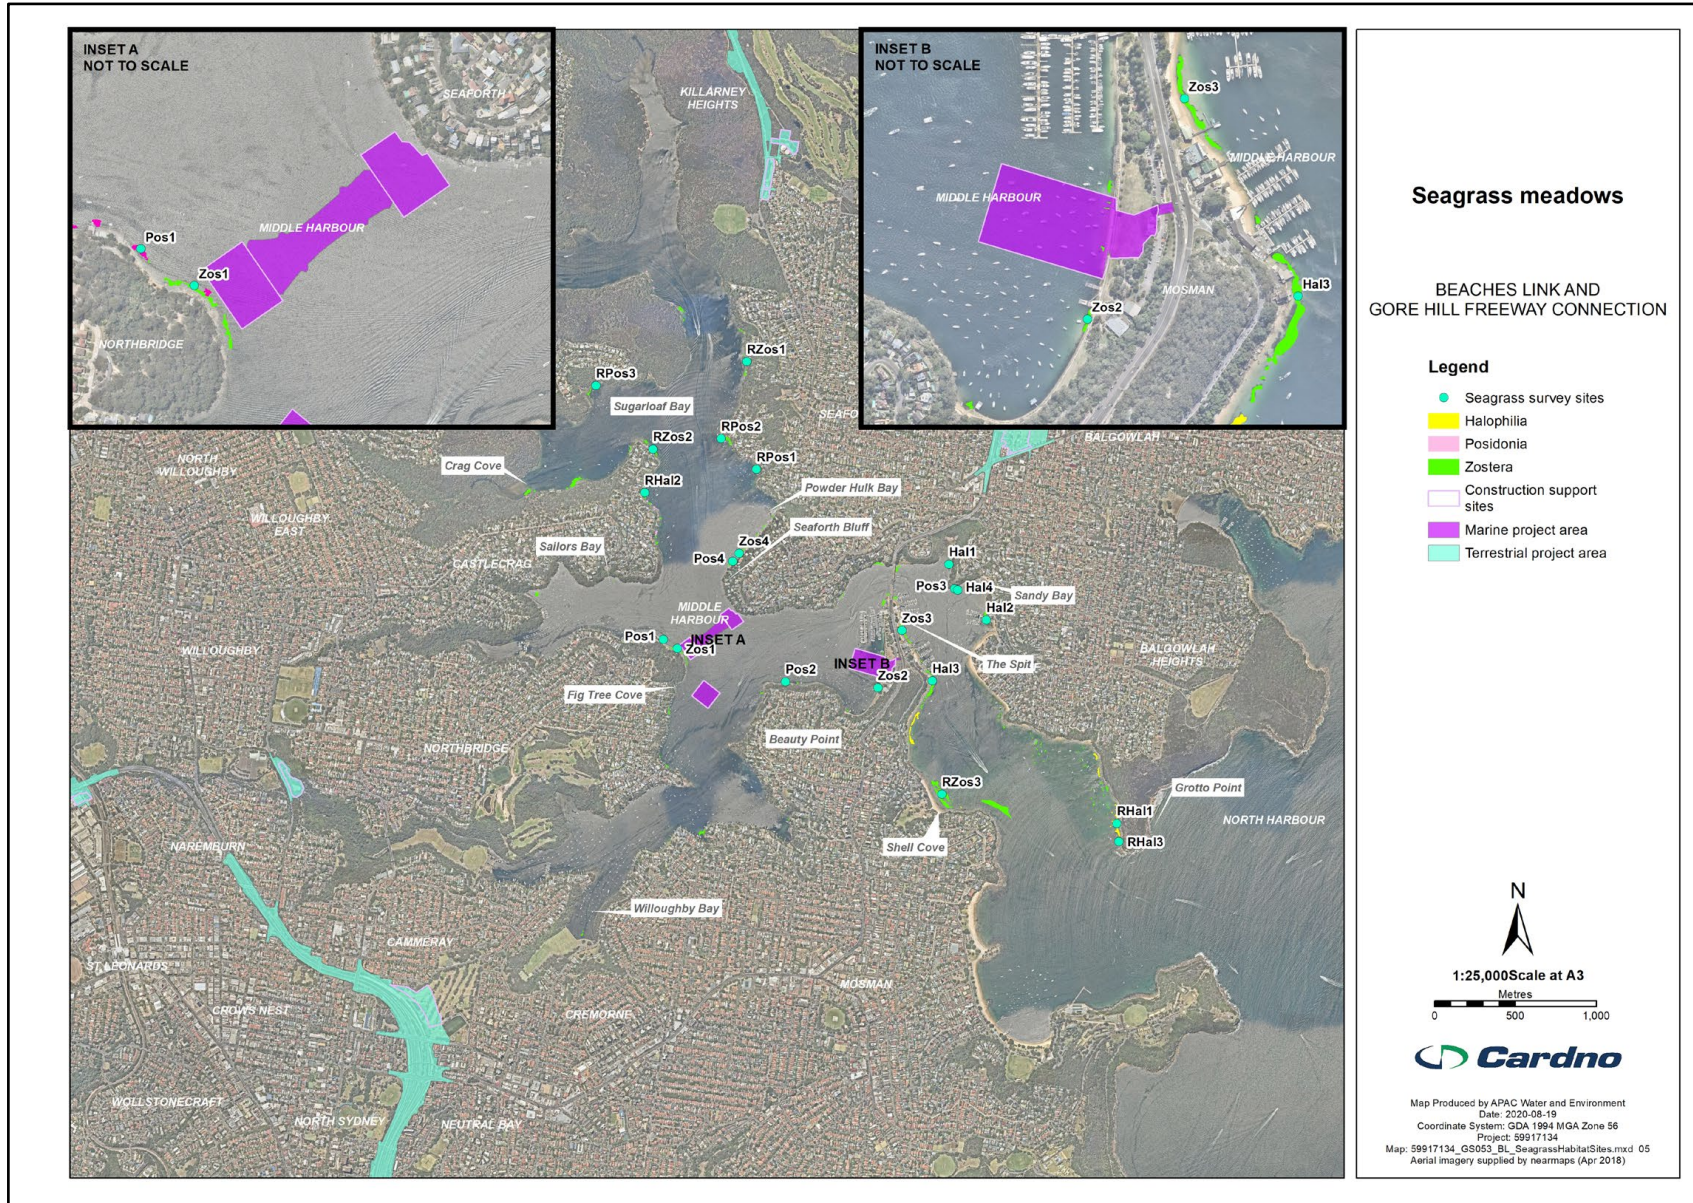 INSET A
NOT TO SCALE
SEAFORTH
MIDDLE HARBOUR
Pos1
Zos1
NORTHBRIDGE
KILLARNEY
HEIGHTS
INSET B
NOT TO SCALE
Zos3
MIDDLE HARBOUR
MIDDLE HARBOUR
MOSMAN
Hal3
Zos2
RZos1
RPos3
Sugarloaf Bay
SEAFO
RPos2
RZos2
BALGOWLAH
NORTH
WILLOUGHBY
Crag Cove
RPos1
RHal2
Powder Hulk Bay
WILLOUGHBY
EAST
Seaforth Bluff
Sailors Bay
Zos4
Pos4
CASTLECRAG
Hal1
Pos3
Hal4
Sandy Bay
MIDDLE
HARBOUR
Hal2
Zos3
Pos1
INSET A
Zos1
WILLOUGHBY
BALGOWLAH
HEIGHTS
INSET B
The Spit
Pos2
Zos2
Hal3
Fig Tree Cove
Beauty Point
NORTHBRIDGE
RZos3
Grotto Point
RHal1
NORTH HARBOUR
RHal3
NAREMBURN
Shell Cove
Willoughby Bay
CAMMERAY
ST LEONARDS
MOSMAN
CROWS NEST
CREMORNE
WOLLSTONECRAFT
NORTH SYDNEY
NEUTRAL BAY
Seagrass meadows
BEACHES LINK AND
GORE HILL FREEWAY CONNECTION
Legend
Seagrass survey sites
Halophilia
Posidonia
Zostera
Construction support
sites
Marine project area
Terrestrial project area
N
1:25,000Scale at A3
Metres
0 500 1,000
Cardno
Map Produced by APAC Water and Environment
Date: 2020-08-19
Coordinate System: GDA 1994 MGA Zone 56
Project: 59917134
Map: 59917134_GS053_BL_SeagrassHabitatSites.mxd 05
Aerial imagery supplied by nearmaps (Apr 2018)